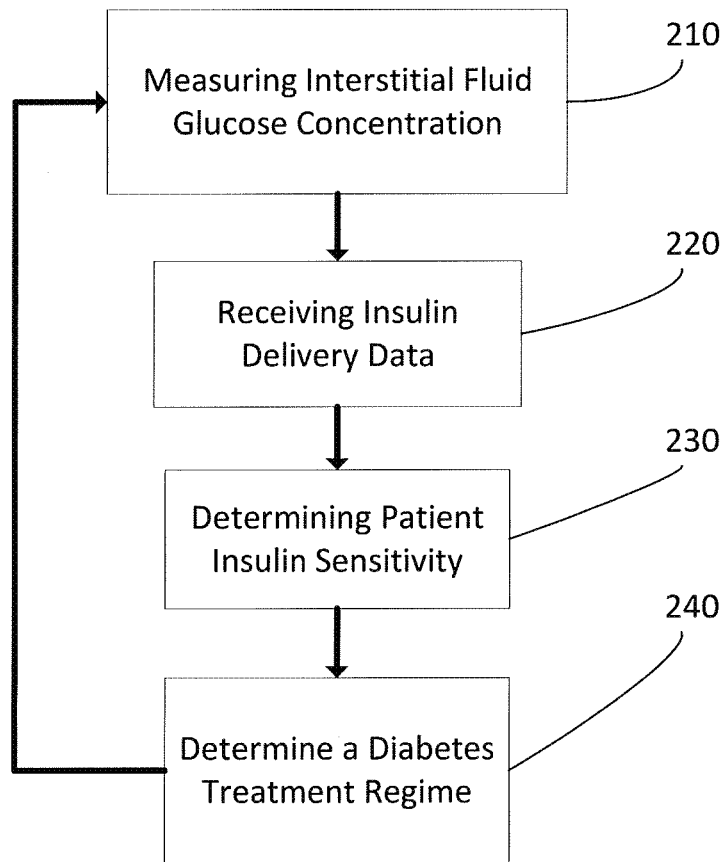 210
Measuring Interstitial Fluid
Glucose Concentration
220
Receiving Insulin
Delivery Data
230
Determining Patient
Insulin Sensitivity
240
Determine a Diabetes
Treatment Regime